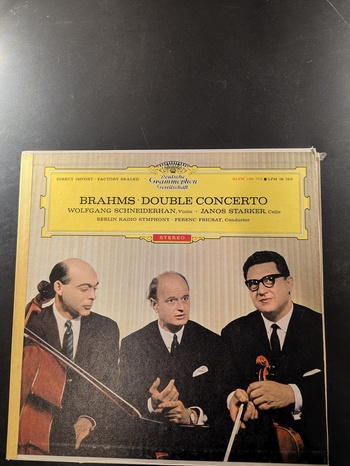 DIRECT IMPORT · FACTORY SEALED
Deutsche
Grammophon
Gesellschaft
BRAHMS · DOUBLE CONCERTO
WOLFGANG SCHNEIDERHAN, Violin · JANOS STARKER, Cello
BERLIN RADIO SYMPHONY · FERENC FRICSAY, Conductor
STEREO